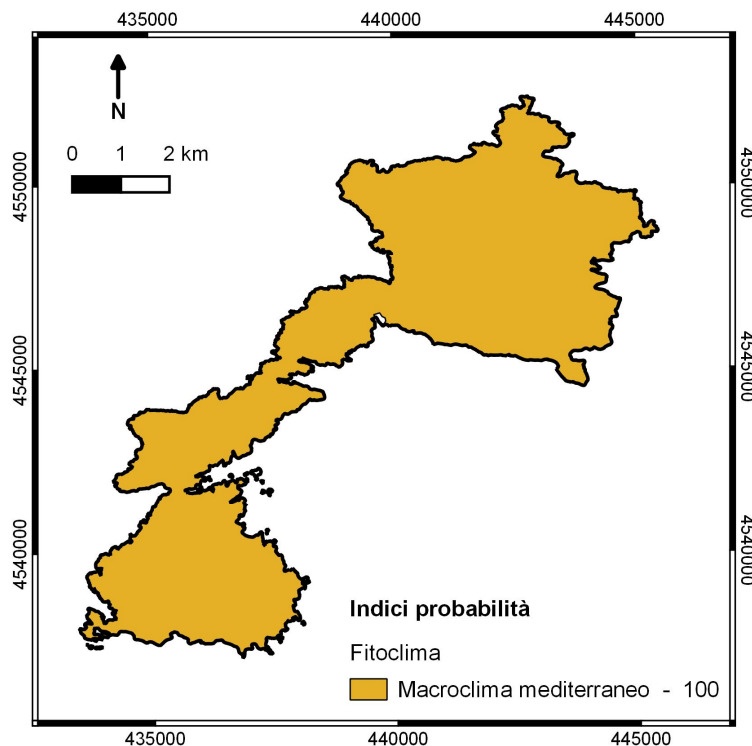 435000 440000 445000
N
0 1 2 km
4550000 4550000
4545000 4545000
4540000 4540000
Indici probabilità
Fitoclima
Macroclima mediterraneo - 100
435000 440000 445000